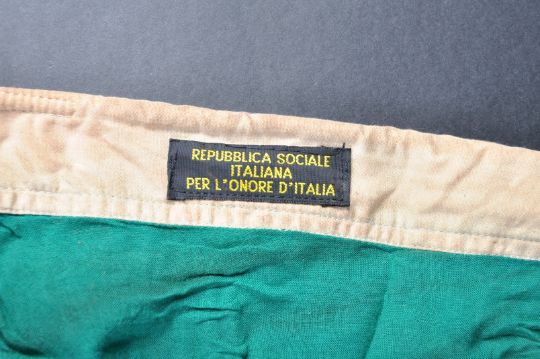 REPUBBLICA SOCIALE
ITALIANA
PER L'ONORE D'ITALIA